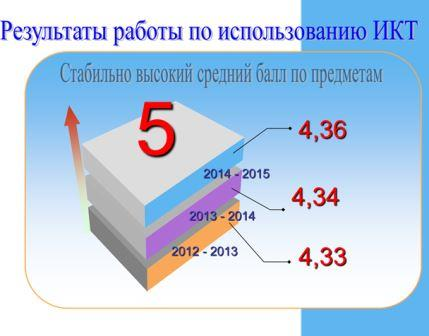 Результаты работы по использованию ИКТ
Стабильно высокий средний балл по предметам
5
4,36
2014 - 2015
4,34
2013 - 2014
2012 - 2013
4,33